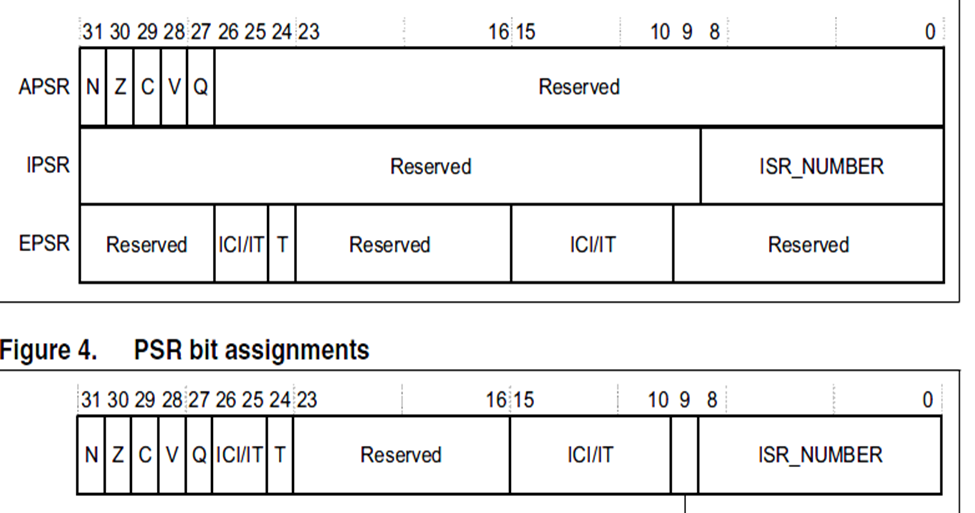 31 30 29 28 27 26 25 24 23 16 15 10 9 8 0
APSR N Z C V Q Reserved
IPSR Reserved ISR_NUMBER
EPSR Reserved ICI/IT T Reserved ICI/IT Reserved
Figure 4. PSR bit assignments
31 30 29 28 27 26 25 24 23 16 15 10 9 8 0
N Z C V Q ICI/IT T Reserved ICI/IT ISR_NUMBER